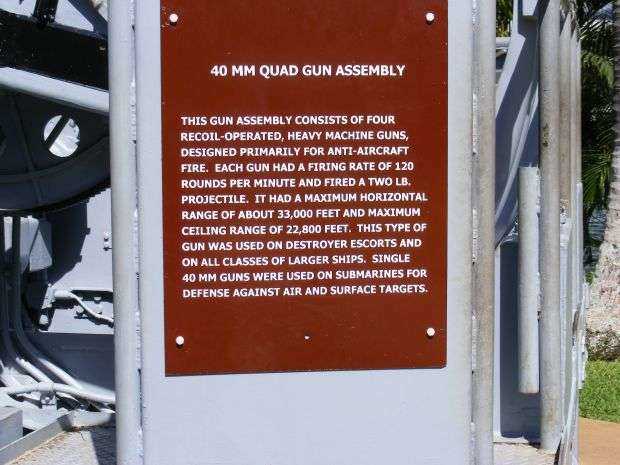 40 MM QUAD GUN ASSEMBLY
THIS GUN ASSEMBLY CONSISTS OF FOUR
RECOIL-OPERATED, HEAVY MACHINE GUNS,
DESIGNED PRIMARILY FOR ANTI-AIRCRAFT
FIRE. EACH GUN HAD A FIRING RATE OF 120
ROUNDS PER MINUTE AND FIRED A TWO LB.
PROJECTILE. IT HAD A MAXIMUM HORIZONTAL
RANGE OF ABOUT 33,000 FEET AND MAXIMUM
CEILING RANGE OF 22,800 FEET. THIS TYPE OF
GUN WAS USED ON DESTROYER ESCORTS AND
ON ALL CLASSES OF LARGER SHIPS. SINGLE
40 MM GUNS WERE USED ON SUBMARINES FOR
DEFENSE AGAINST AIR AND SURFACE TARGETS.